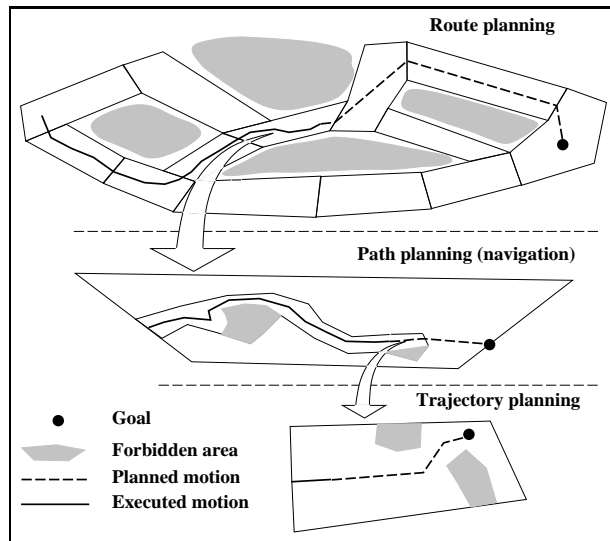 Route planning
Path planning (navigation)
Trajectory planning
Goal
Forbidden area
Planned motion
Executed motion